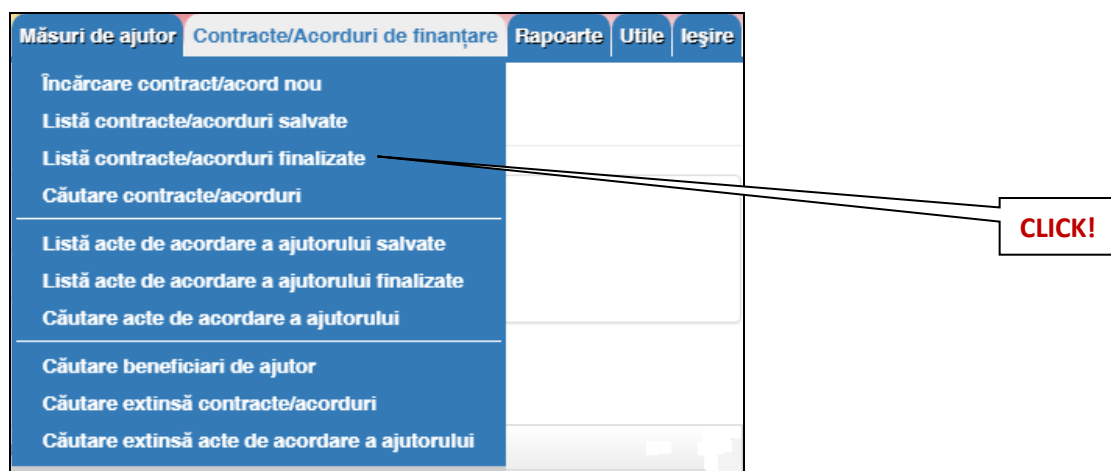 Măsuri de ajutor Contracte/Acorduri de finanțare Rapoarte Utile Ieşire
Încărcare contract/acord nou
Listă contracte/acorduri salvate
Listă contracte/acorduri finalizate
Căutare contracte/acorduri
CLICK!
Listă acte de acordare a ajutorului salvate
Listă acte de acordare a ajutorului finalizate
Căutare acte de acordare a ajutorului
Căutare beneficiari de ajutor
Căutare extinsă contracte/acorduri
Căutare extinsă acte de acordare a ajutorului